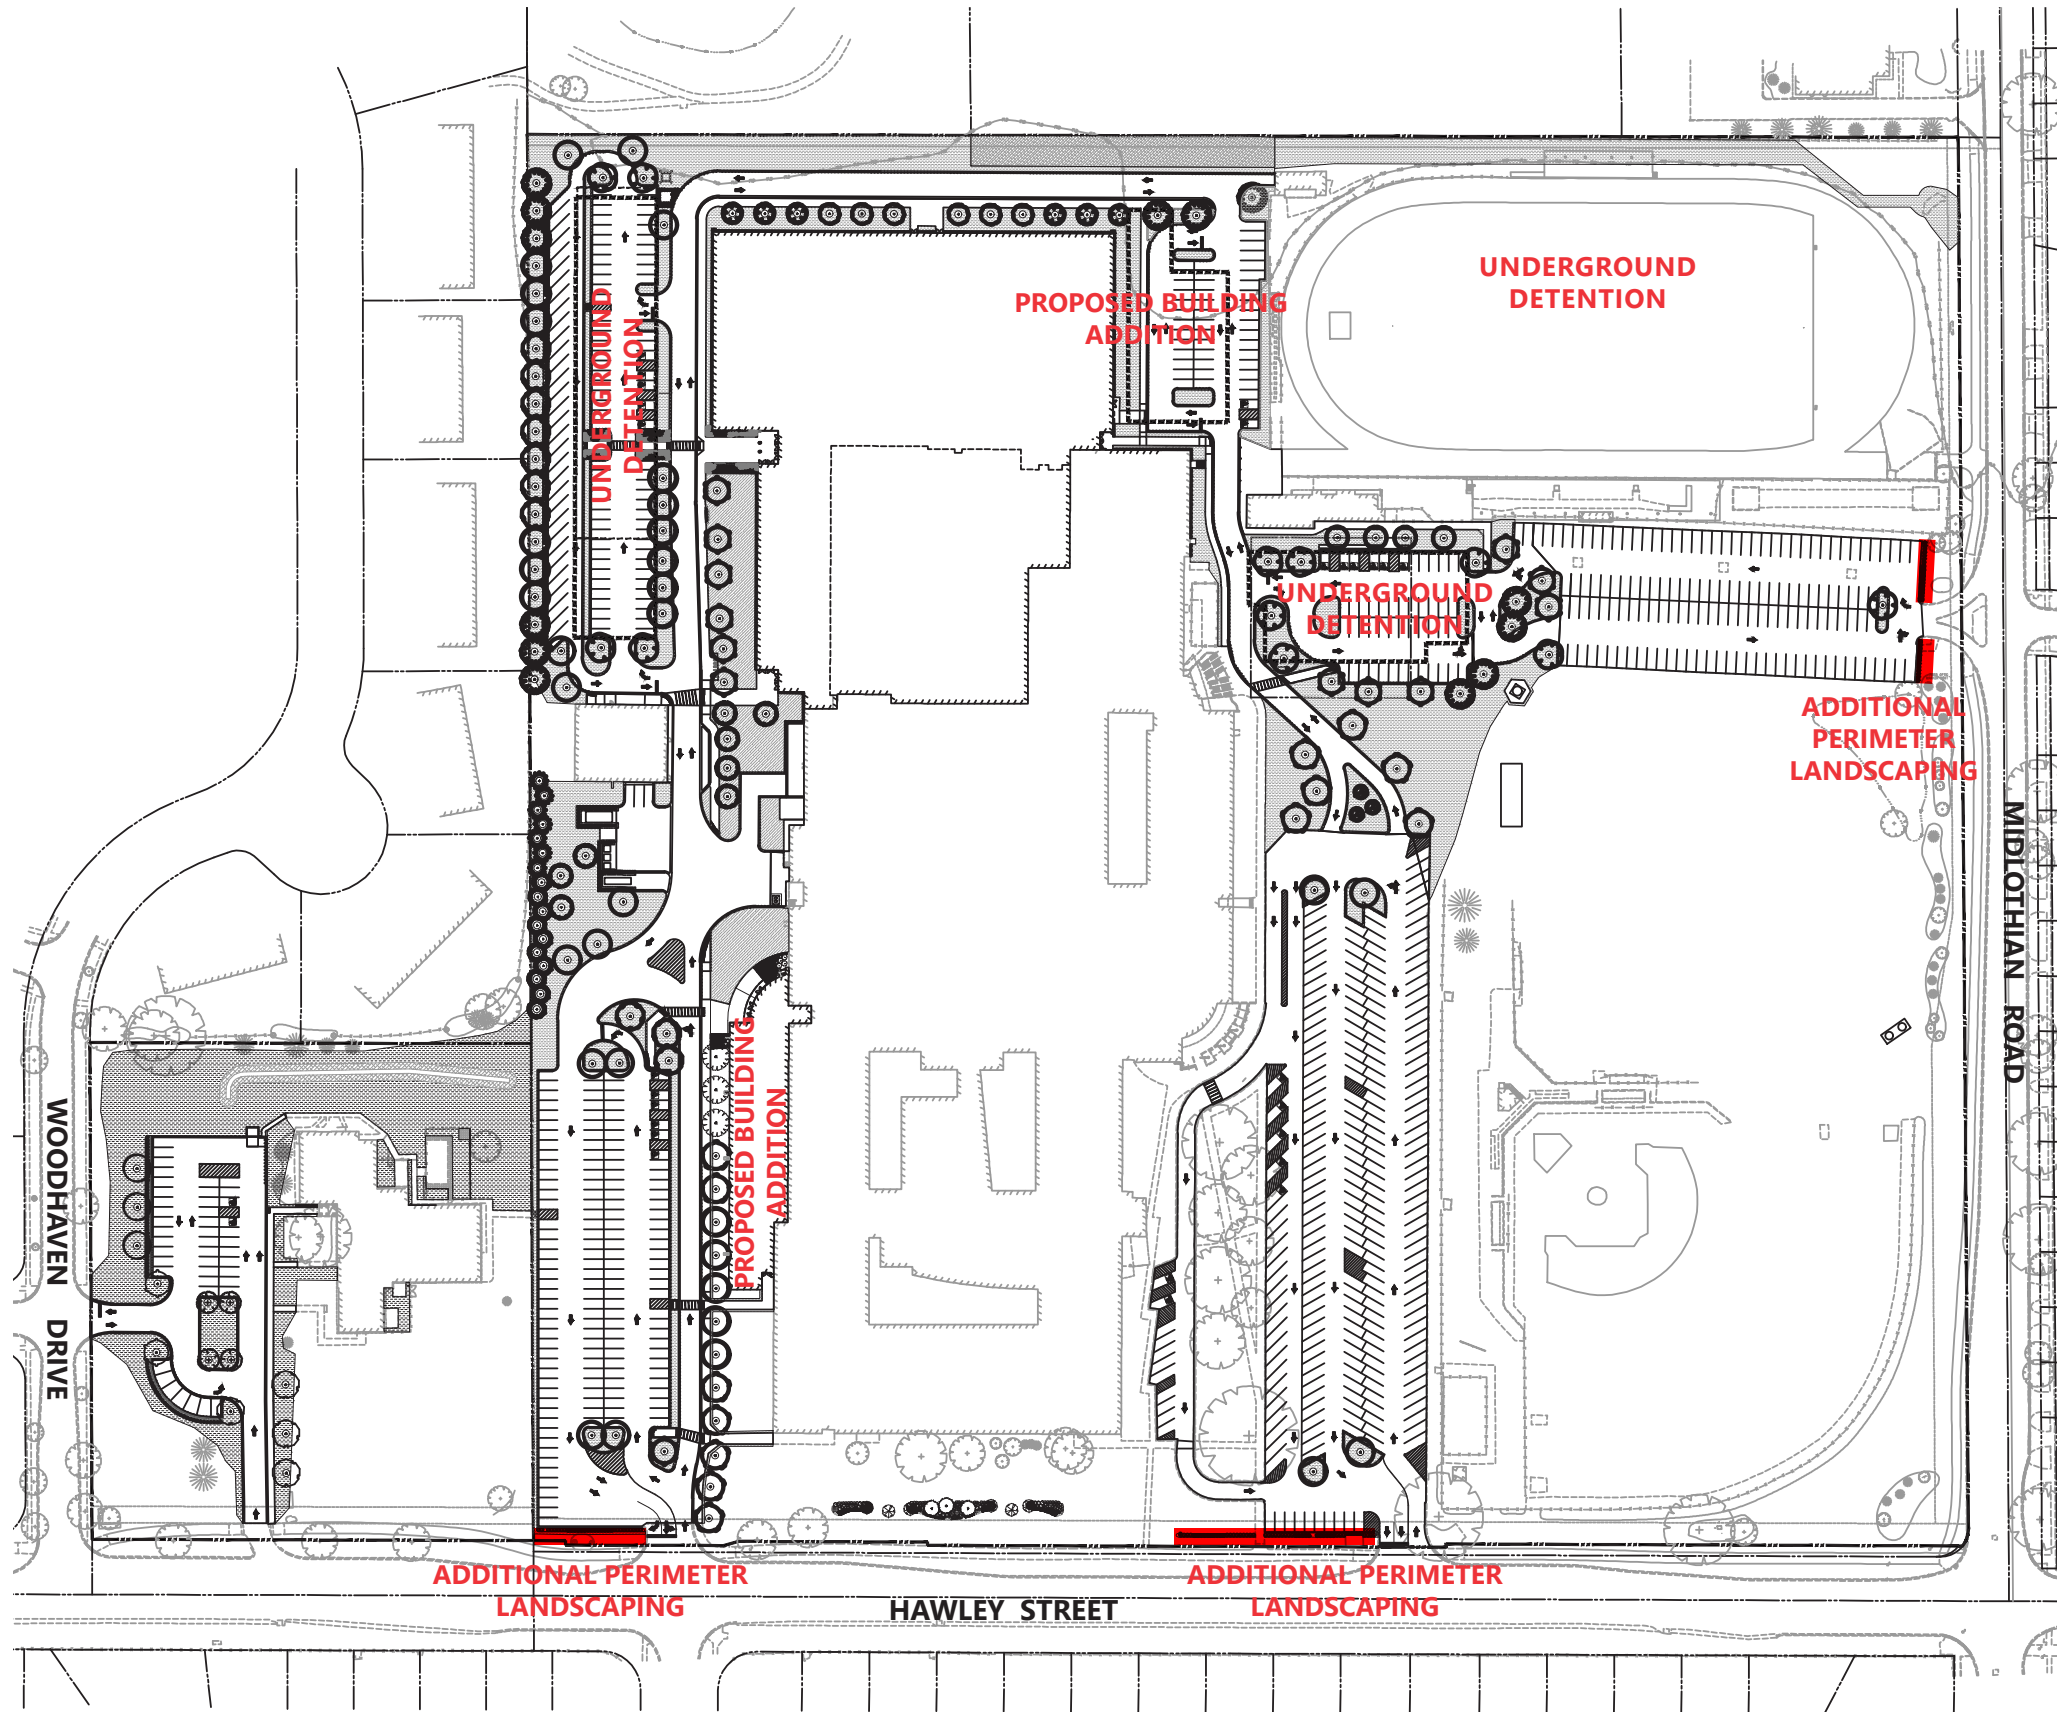 UNDERGROUND
DETENTION
PROPOSED BUILDING
ADDITION
UNDERGROUND
DETENTION
UNDERGROUND
DETENTION
ADDITIONAL
PERIMETER
LANDSCAPING
MIDLOTHIAN ROAD
PROPOSED BUILDING
ADDITION
WOODHAVEN DRIVE
ADDITIONAL PERIMETER
LANDSCAPING
ADDITIONAL PERIMETER
LANDSCAPING
HAWLEY STREET